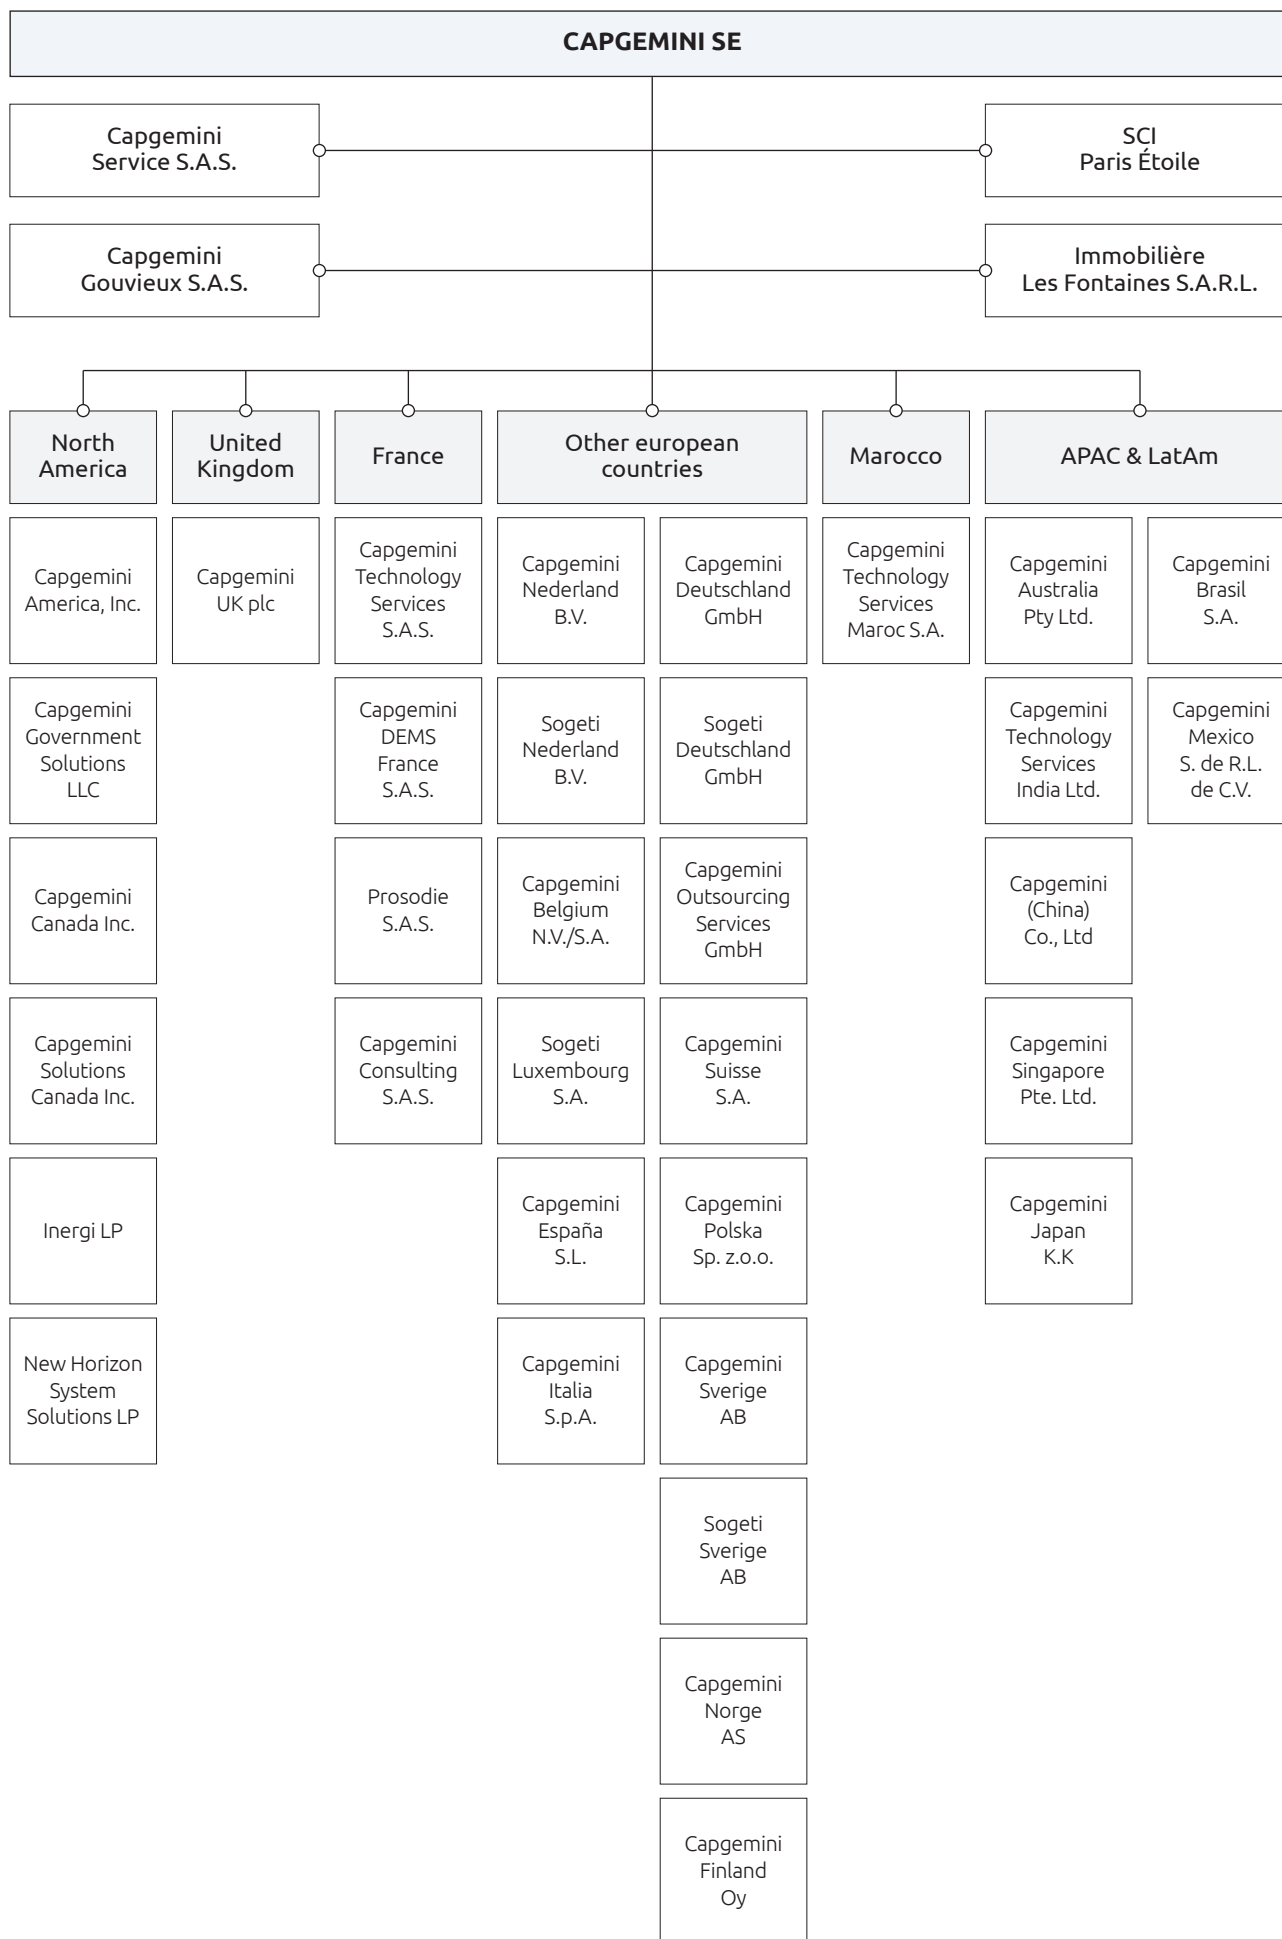 CAPGEMINI SE
Capgemini
Service S.A.S.
SCI
Paris Étoile
Capgemini
Gouvieux S.A.S.
Immobilière
Les Fontaines S.A.R.L.
North
America
United
Kingdom
France
Other european
countries
Marocco
APAC & LatAm
Capgemini
America, Inc.
Capgemini
UK plc
Capgemini
Technology
Services
S.A.S.
Capgemini
Nederland
B.V.
Capgemini
Deutschland
GmbH
Capgemini
Technology
Services
Maroc S.A.
Capgemini
Australia
Pty Ltd.
Capgemini
Brasil
S.A.
Capgemini
Government
Solutions
LLC
Capgemini
DEMS
France
S.A.S.
Sogeti
Nederland
B.V.
Sogeti
Deutschland
GmbH
Capgemini
Technology
Services
India Ltd.
Capgemini
Mexico
S. de R.L.
de C.V.
Capgemini
Canada Inc.
Prosodie
S.A.S.
Capgemini
Belgium
N.V./S.A.
Capgemini
Outsourcing
Services
GmbH
Capgemini
(China)
Co., Ltd
Capgemini
Solutions
Canada Inc.
Capgemini
Consulting
S.A.S.
Sogeti
Luxembourg
S.A.
Capgemini
Suisse
S.A.
Capgemini
Singapore
Pte. Ltd.
Inergi LP
Capgemini
España
S.L.
Capgemini
Polska
Sp. z.o.o.
Capgemini
Japan
K.K
New Horizon
System
Solutions LP
Capgemini
Italia
S.p.A.
Capgemini
Sverige
AB
Sogeti
Sverige
AB
Capgemini
Norge
AS
Capgemini
Finland
Oy